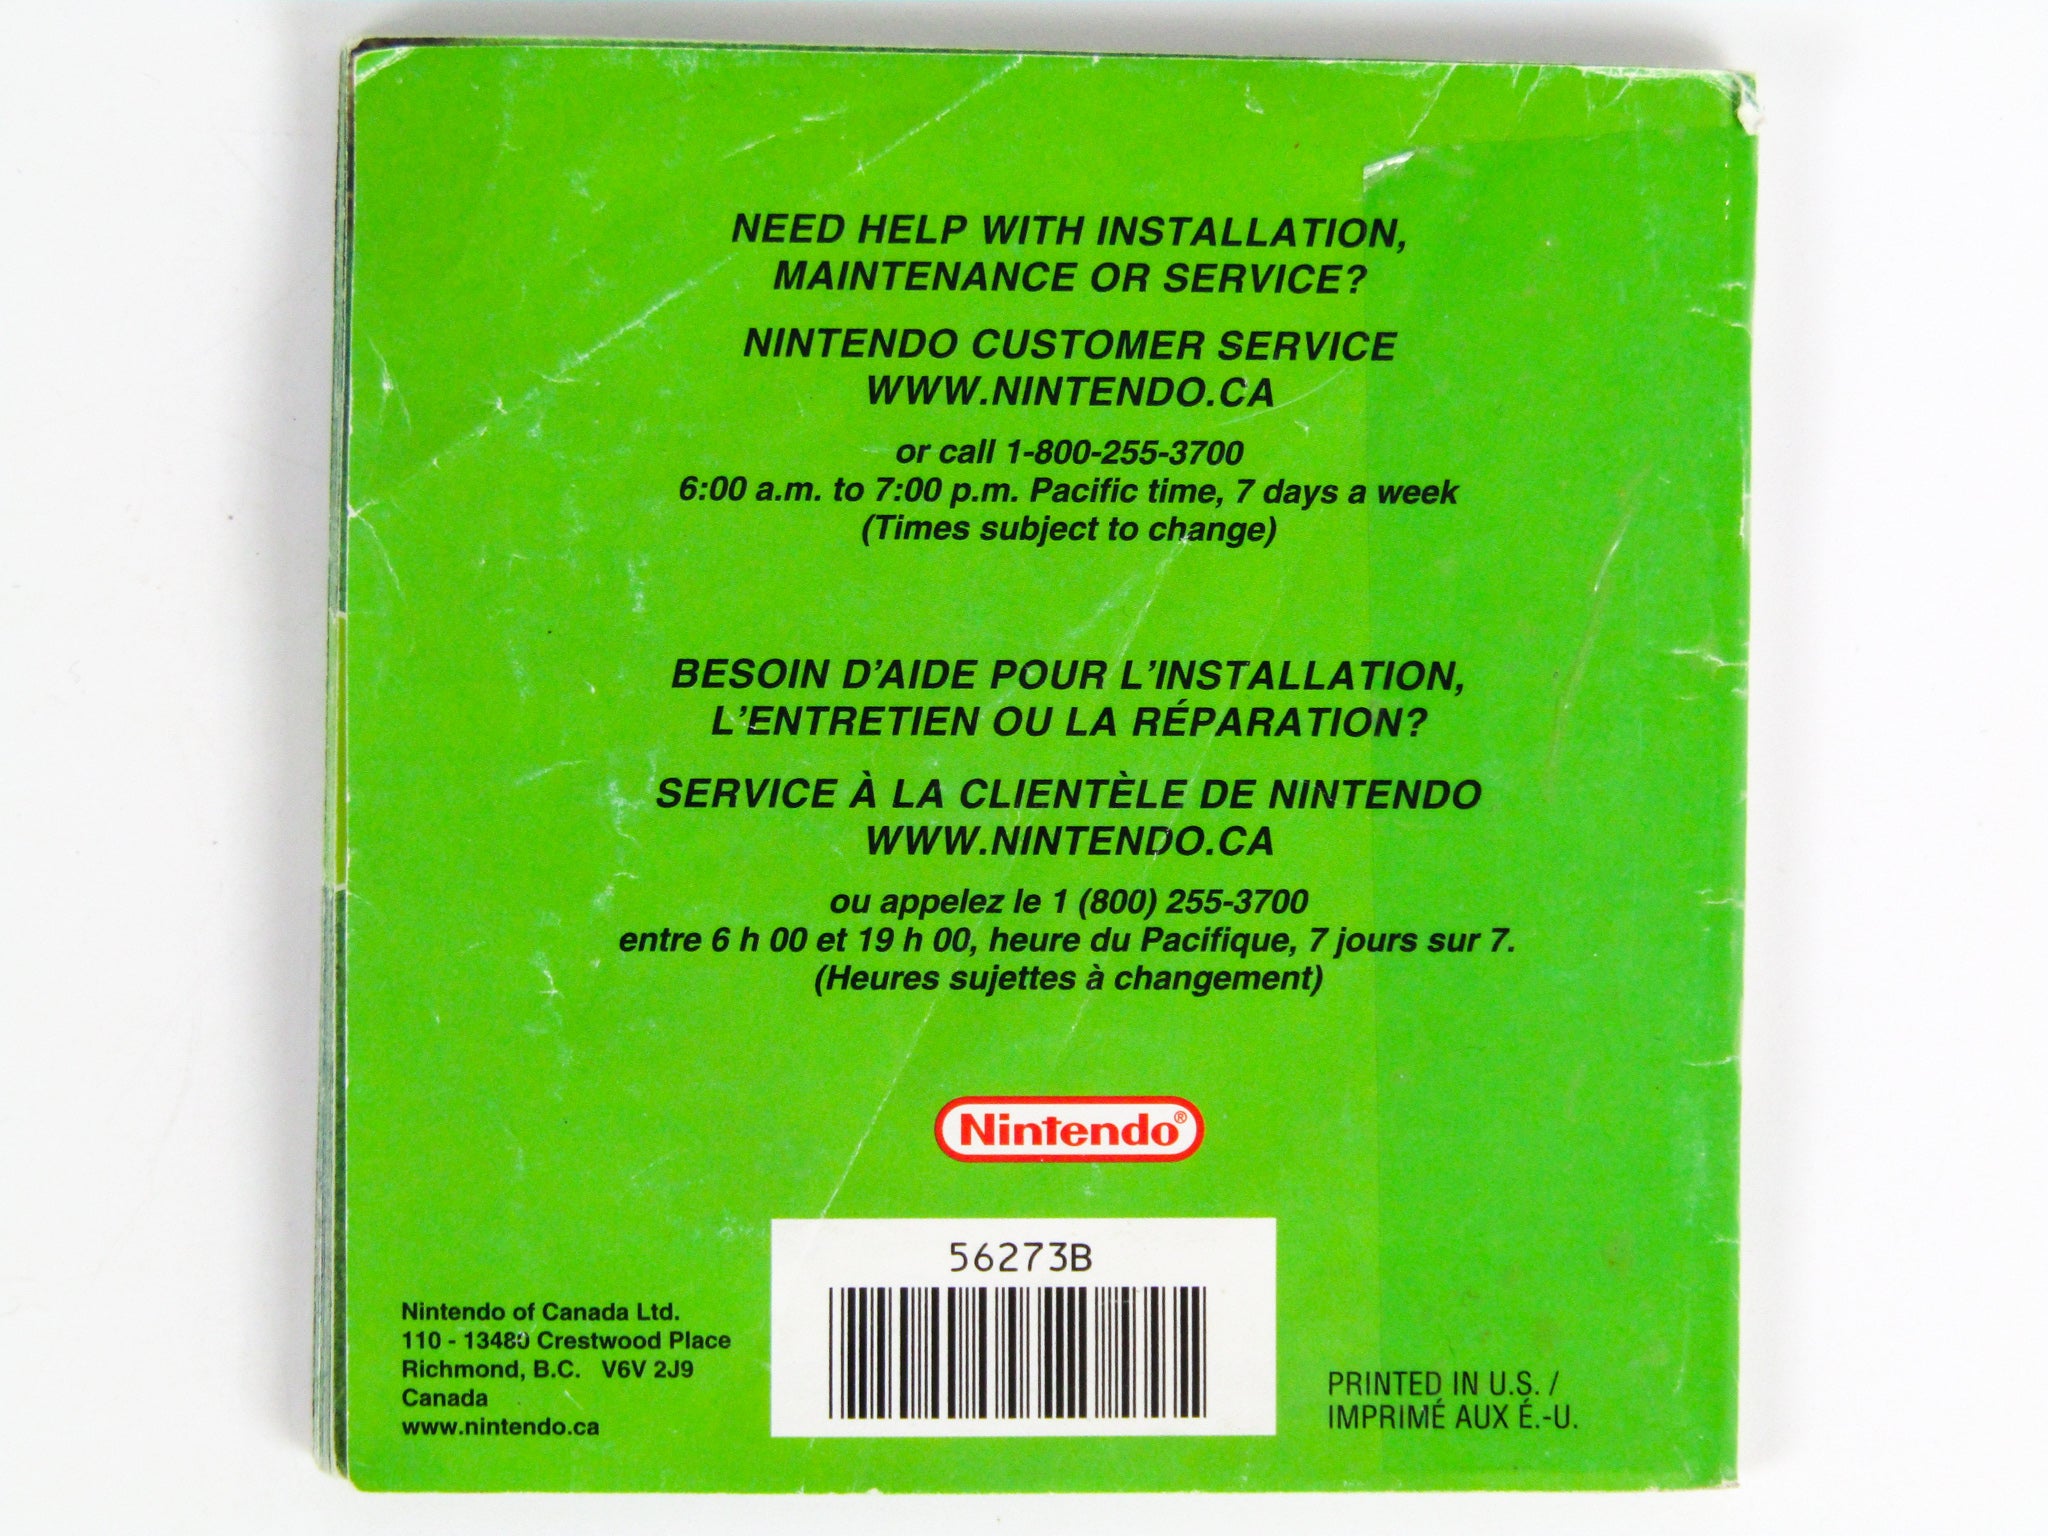 NEED HELP WITH INSTALLATION,
MAINTENANCE OR SERVICE?
NINTENDO CUSTOMER SERVICE
WWW.NINTENDO.CA
or call 1-800-255-3700
6:00 a.m. to 7:00 p.m. Pacific time, 7 days a week
(Times subject to change)
BESOIN D'AIDE POUR L'INSTALLATION,
L'ENTRETIEN OU LA RÉPARATION?
SERVICE À LA CLIENTÈLE DE NINTENDO
WWW.NINTENDO.CA
ou appelez le 1 (800) 255-3700
entre 6 h 00 et 19 h 00, heure du Pacifique, 7 jours sur 7.
(Heures sujettes à changement)
Nintendo®
56273B
Nintendo of Canada Ltd.
110 - 13480 Crestwood Place
Richmond, B.C. V6V 2J9
Canada
www.nintendo.ca
PRINTED IN U.S. /
IMPRIMÉ AUX É.-U.